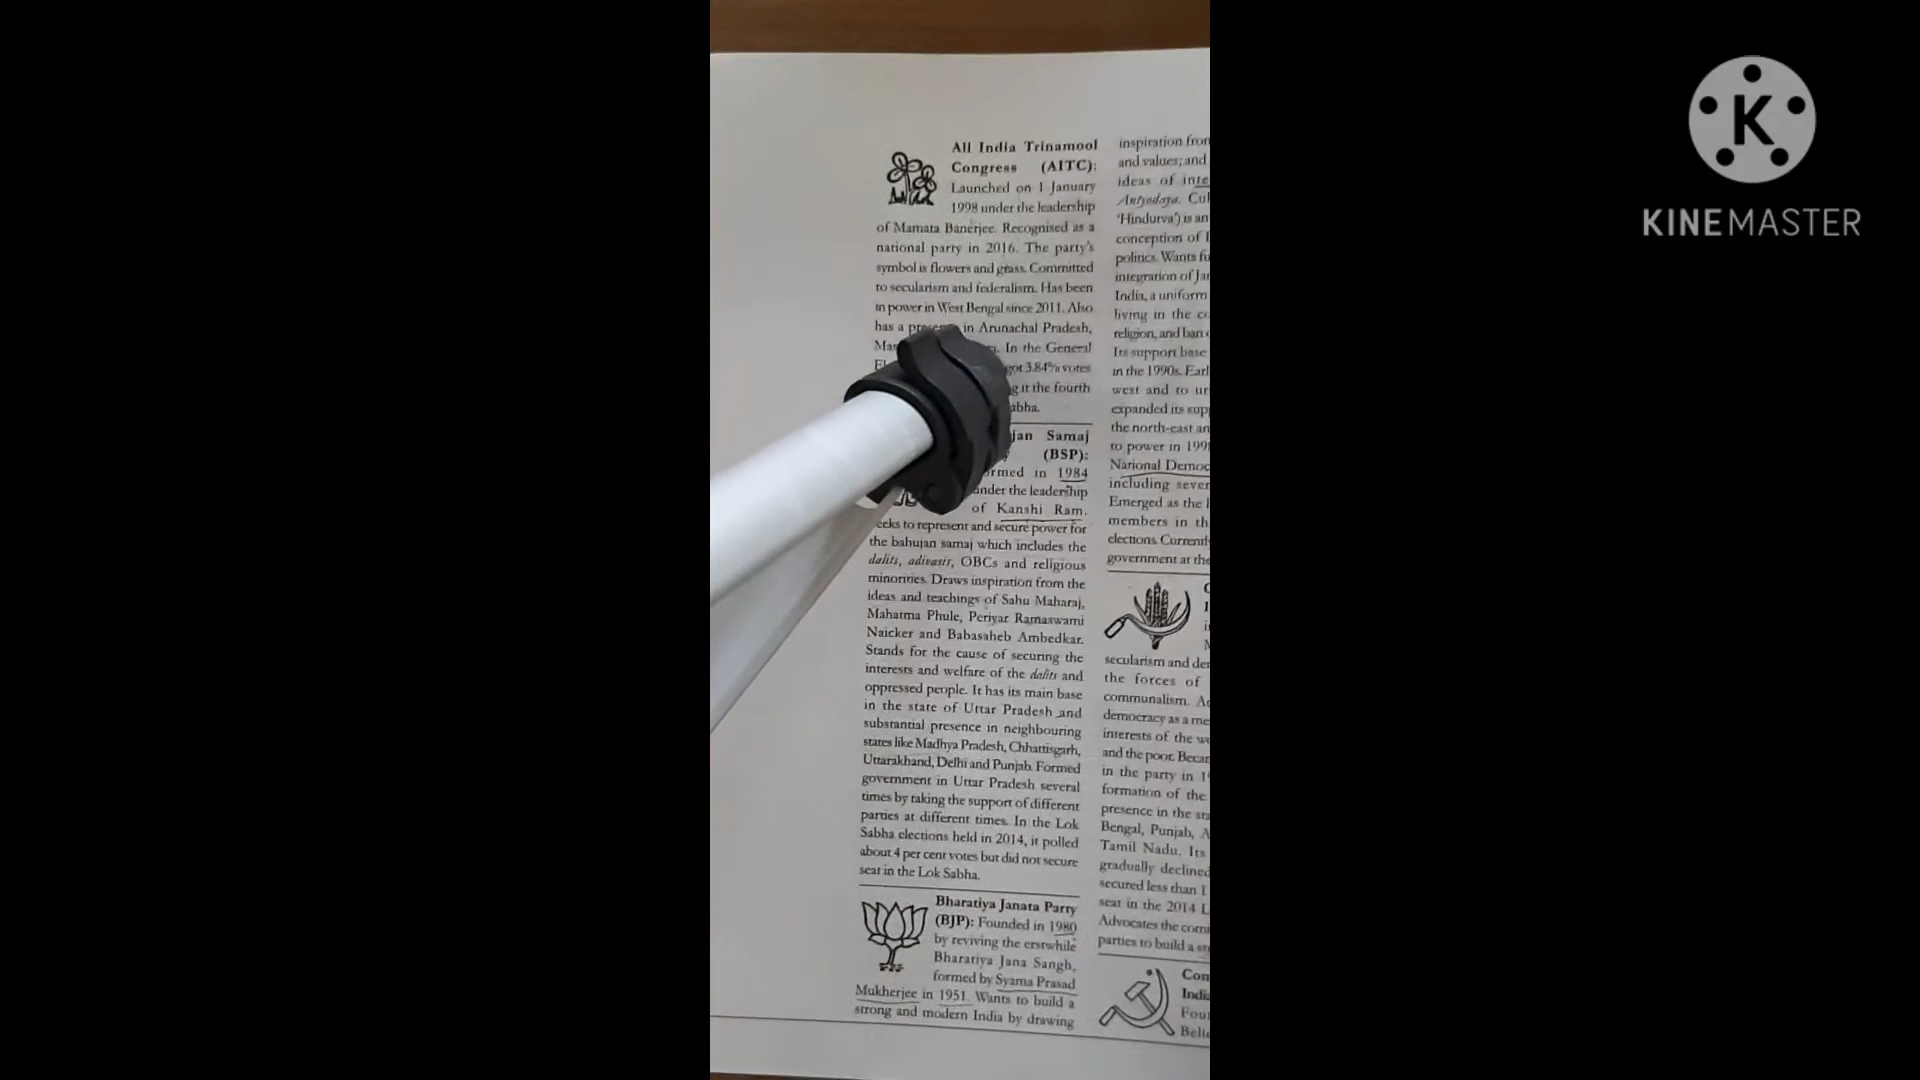 All India Trinamool
Congress (AITC):
Launched on 1 January
1998 under the leadership
of Mamata Banerjee. Recognised as a
national party in 2016. The party's
symbol is flowers and grass. Committed
to secularism and federalism. Has been
in power in West Bengal since 2011. Also
has a in Arunachal Pradesh,
In the General
got 3.84% votes
it the fourth
Samaj
(BSP):
in 1984
under the leadership
of Kanshi Ram.
to represent and secure power for
the bahujan samaj which includes the
dalits, adivasis, OBCs and religious
minorities. Draws inspiration from the
ideas and teachings of Sahu Maharaj,
Mahatma Phule, Periyar Ramaswami
Naicker and Babasaheb Ambedkar.
Stands for the cause of securing the
interests and welfare of the dalits and
oppressed people. It has its main base
in the state of Uttar Pradesh and
substantial presence in neighbouring
states like Madhya Pradesh, Chhattisgarh,
Uttarakhand, Delhi and Punjab. Formed
government in Uttar Pradesh several
times by taking the support of different
parties at different times. In the Lok
Sabha elections held in 2014, it polled
about 4 per cent votes but did not secure
seat in the Lok Sabha.
Bharatiya Janata Party
(BJP): Founded in 1980
by reviving the erstwhile
Bharatiya Jana Sangh,
formed by Syama Prasad
Mukherjee in 1951. Wants to build a
strong and modern India by drawing
inspiration
and values; and
ideas of
Antyodaya.
'Hindutva') is an
conception of
politics. Wants
integration of
India, a uniform
living in the
religion, and ban
Its support base
in the 1990s.
west and to
expanded its
the north-east
to power in
National
including
Emerged as the
members in
elections.
government at the
secularism and
the forces of
communalism.
democracy as a
interests of the
and the poor.
in the party in
formation of the
presence in the
Bengal, Punjab,
Tamil Nadu. Its
gradually declined
secured less than 1
seat in the 2014
Advocates the
parties to build a
K
KINEMASTER